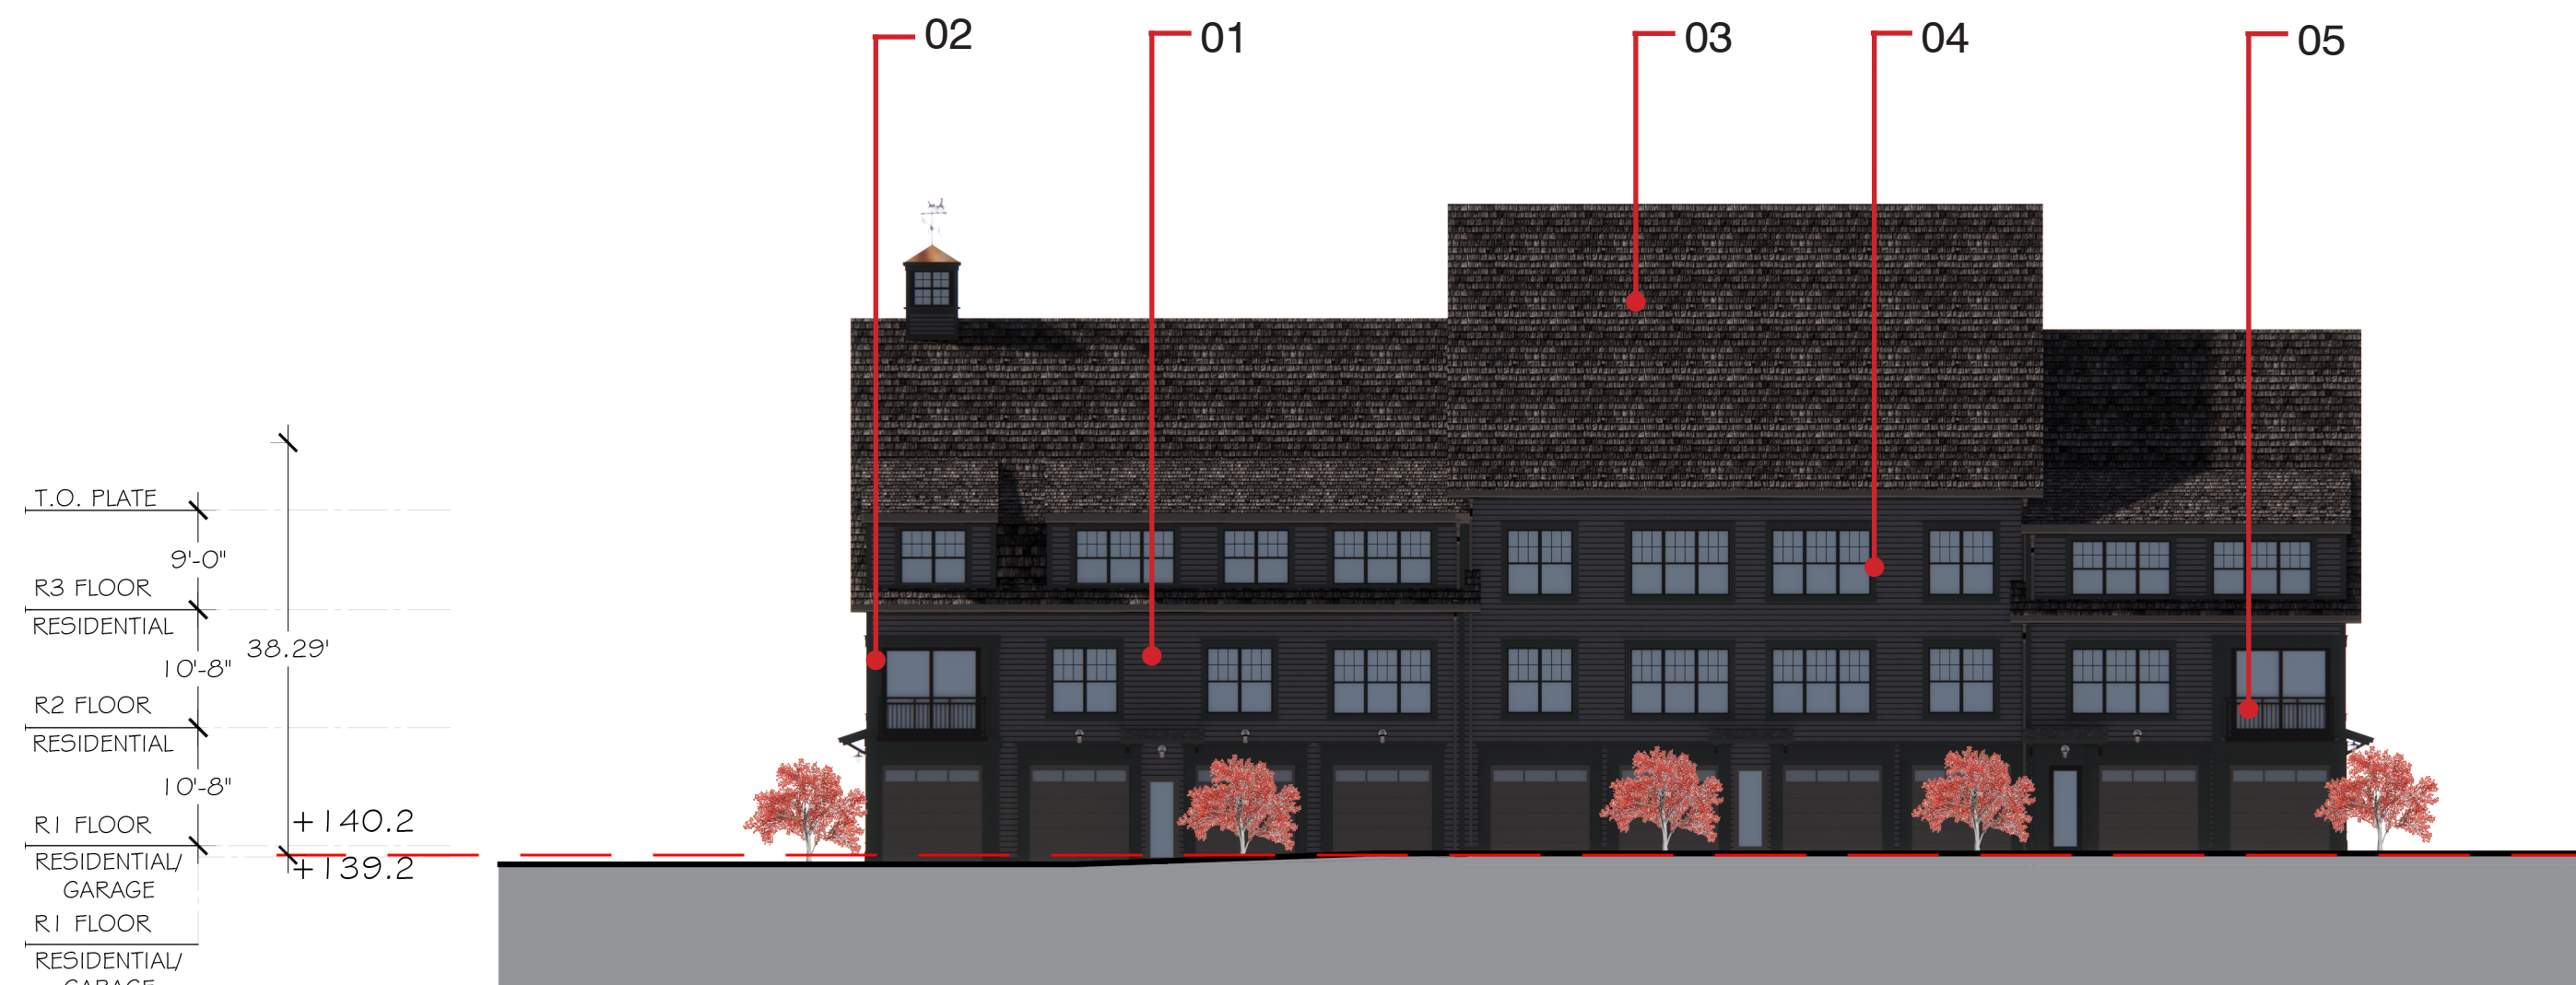 02
01
03
04
05
T.O. PLATE
9'-0"
R3 FLOOR
RESIDENTIAL
38.29'
10'-8"
R2 FLOOR
RESIDENTIAL
10'-8"
R1 FLOOR
+140.2
RESIDENTIAL/
GARAGE
+139.2
R1 FLOOR
RESIDENTIAL/
GARAGE